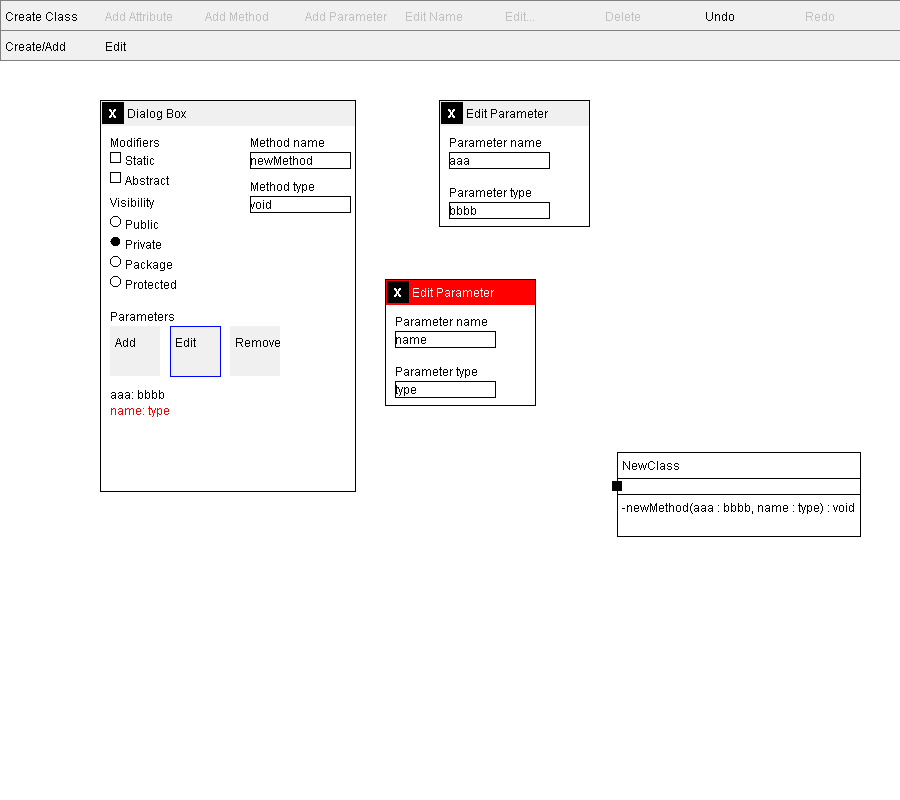 Create Class Add Attribute Add Method Add Parameter Edit Name Edit... Delete Undo Redo
Create/Add Edit
X Dialog Box
Modifiers
Static
Abstract
Visibility
Public
Private
Package
Protected
Method name
newMethod
Method type
void
Parameters
Add Edit Remove
aaa: bbbb
name: type
X Edit Parameter
Parameter name
aaa
Parameter type
bbbb
X Edit Parameter
Parameter name
name
Parameter type
type
NewClass
-newMethod(aaa : bbbb, name : type) : void